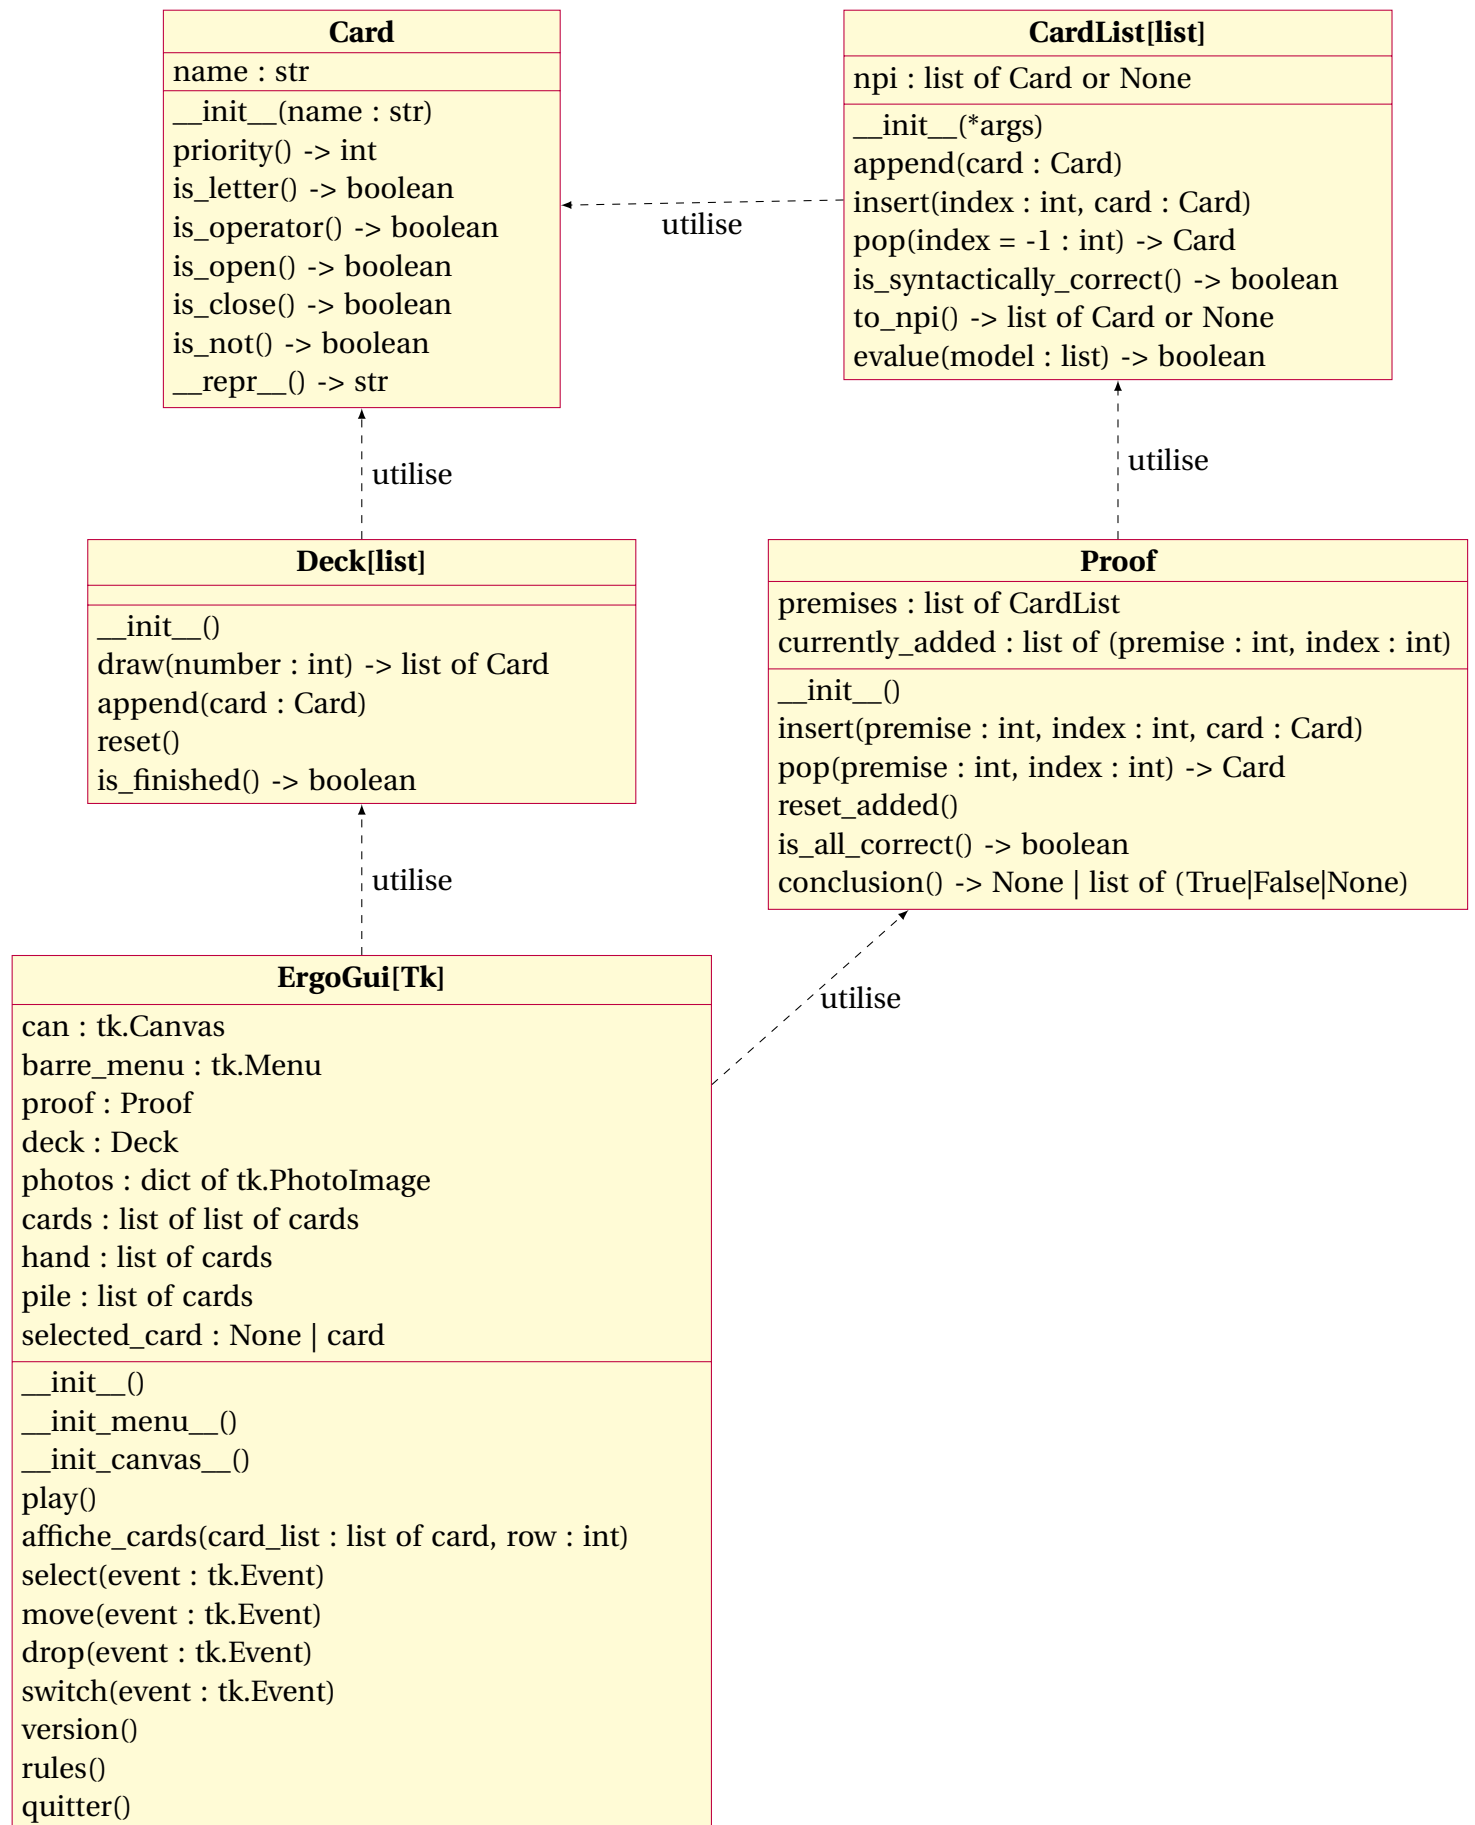 Card
name : str
__init__(name : str)
priority() -> int
is_letter() -> boolean
is_operator() -> boolean
is_open() -> boolean
is_close() -> boolean
is_not() -> boolean
__repr__() -> str
CardList[list]
npi : list of Card or None
__init__(*args)
append(card : Card)
insert(index : int, card : Card)
pop(index = -1 : int) -> Card
is_syntactically_correct() -> boolean
to_npi() -> list of Card or None
evalue(model : list) -> boolean
utilise
utilise
utilise
Deck[list]
__init__()
draw(number : int) -> list of Card
append(card : Card)
reset()
is_finished() -> boolean
Proof
premises : list of CardList
currently_added : list of (premise : int, index : int)
__init__()
insert(premise : int, index : int, card : Card)
pop(premise : int, index : int) -> Card
reset_added()
is_all_correct() -> boolean
conclusion() -> None | list of (True|False|None)
utilise
utilise
ErgoGui[Tk]
can : tk.Canvas
barre_menu : tk.Menu
proof : Proof
deck : Deck
photos : dict of tk.PhotoImage
cards : list of list of cards
hand : list of cards
pile : list of cards
selected_card : None | card
__init__()
__init_menu__()
__init_canvas__()
play()
affiche_cards(card_list : list of card, row : int)
select(event : tk.Event)
move(event : tk.Event)
drop(event : tk.Event)
switch(event : tk.Event)
version()
rules()
quitter()